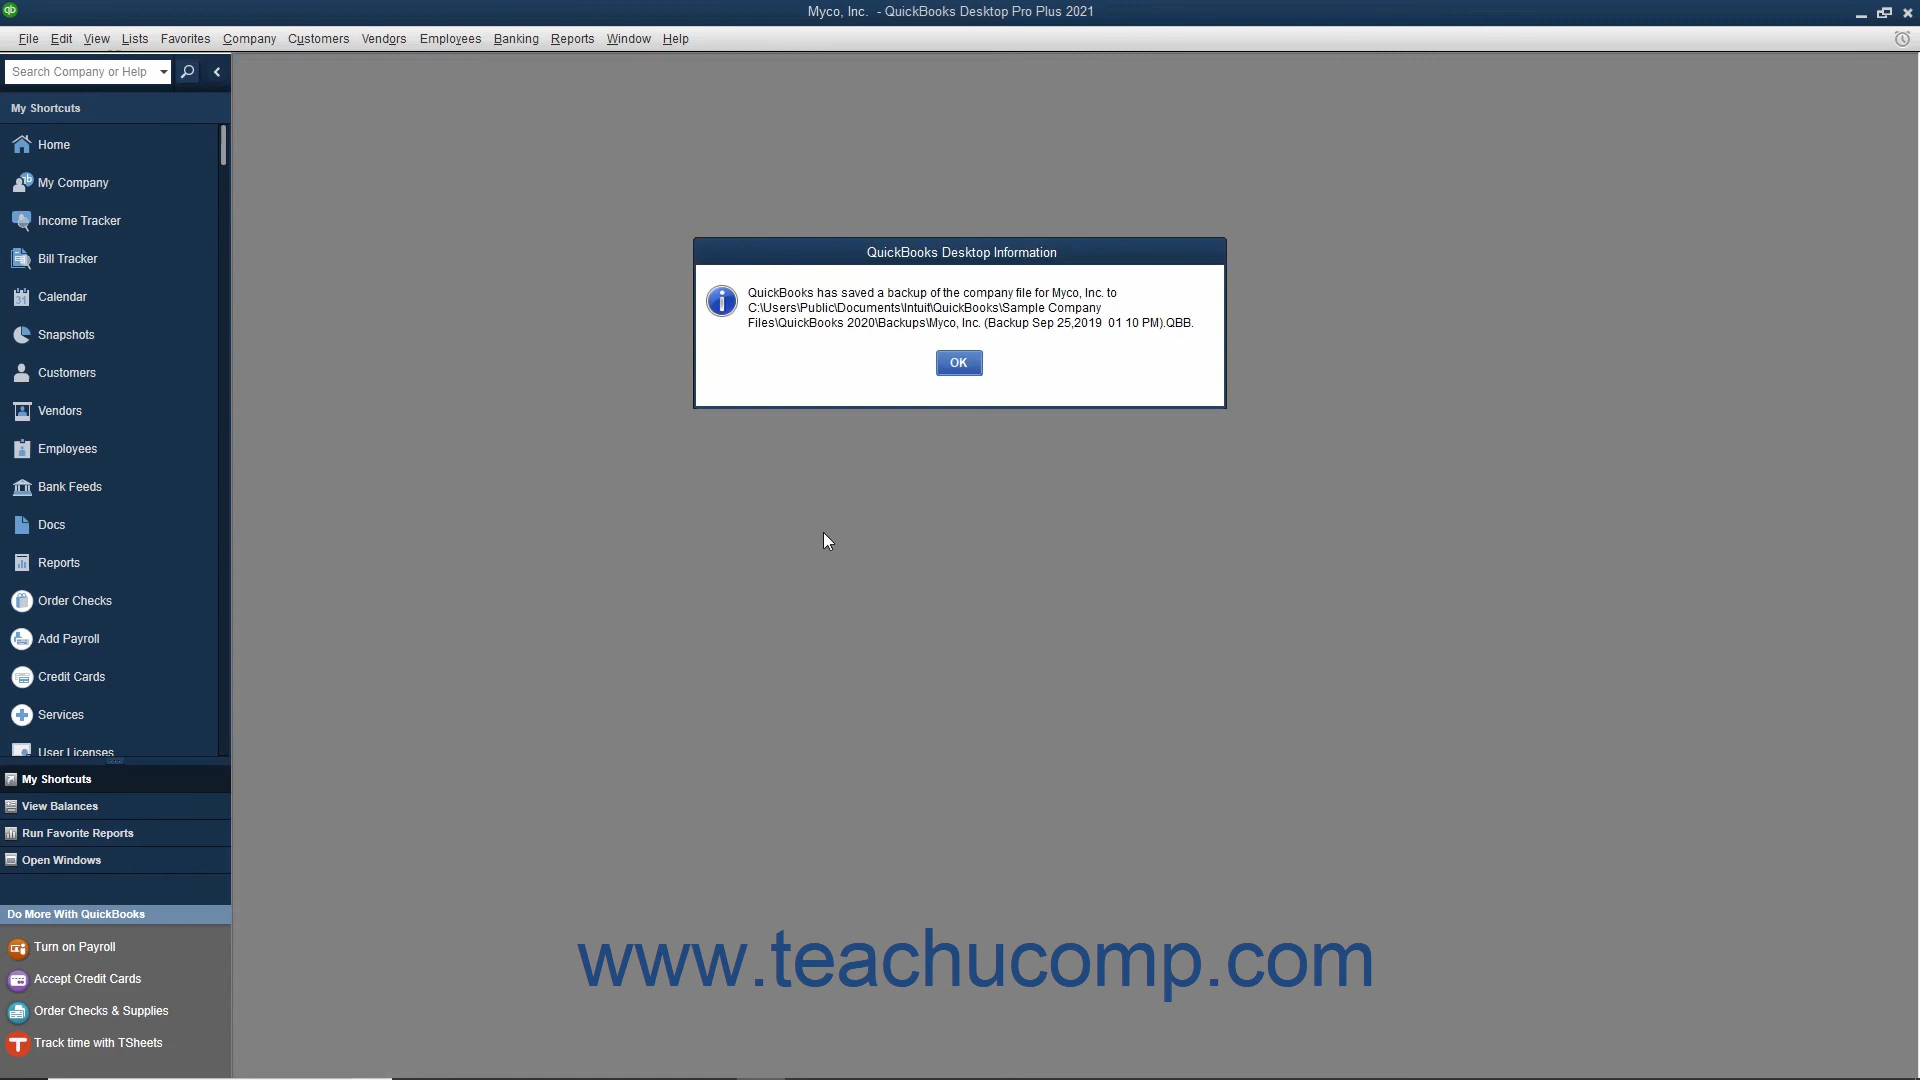 qb
Myco, Inc. - QuickBooks Desktop Pro Plus 2021
File Edit View Lists Favorites Company Customers Vendors Employees Banking Reports Window Help
Search Company or Help
My Shortcuts
Home
My Company
Income Tracker
Bill Tracker
Calendar
Snapshots
Customers
Vendors
Employees
Bank Feeds
Docs
Reports
Order Checks
Add Payroll
Credit Cards
Services
User Licenses
My Shortcuts
View Balances
Run Favorite Reports
Open Windows
Do More With QuickBooks
Turn on Payroll
Accept Credit Cards
Order Checks & Supplies
Track time with TSheets
QuickBooks Desktop Information
QuickBooks has saved a backup of the company file for Myco, Inc. to
C:\Users\Public\Documents\Intuit\QuickBooks\Sample Company
Files\QuickBooks 2020\Backups\Myco, Inc. (Backup Sep 25,2019 01 10 PM).QBB.
OK
www.teachucomp.com